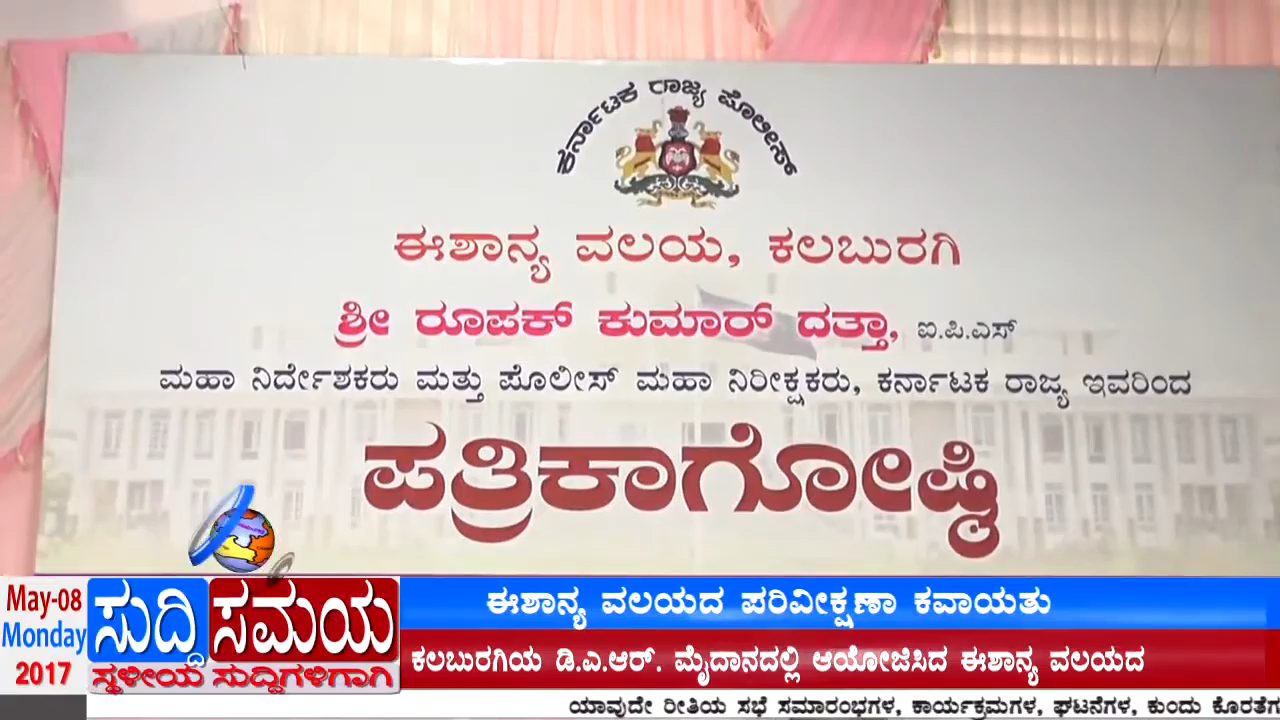 ಕರ್ನಾಟಕ ರಾಜ್ಯ ಪೊಲೀಸ್
ಈಶಾನ್ಯ ವಲಯ, ಕಲಬುರಗಿ
ಶ್ರೀ ರೂಪಕ್ ಕುಮಾರ್ ದತ್ತಾ, ಐ.ಪಿ.ಎಸ್
ಮಹಾ ನಿರ್ದೇಶಕರು ಮತ್ತು ಪೊಲೀಸ್ ಮಹಾ ನಿರೀಕ್ಷಕರು, ಕರ್ನಾಟಕ ರಾಜ್ಯ ಇವರಿಂದ
ಪತ್ರಿಕಾಗೋಷ್ಠಿ
May-08
Monday
2017
ಸುದ್ದಿ ಸಮಯ
ಸ್ಥಳೀಯ ಸುದ್ದಿಗಳಿಗಾಗಿ
ಈಶಾನ್ಯ ವಲಯದ ಪರಿವೀಕ್ಷಣಾ ಕವಾಯತು
ಕಲಬುರಗಿಯ ಡಿ.ಎ.ಆರ್. ಮೈದಾನದಲ್ಲಿ ಆಯೋಜಿಸಿದ ಈಶಾನ್ಯ ವಲಯದ
ಯಾವುದೇ ರೀತಿಯ ಸಭೆ ಸಮಾರಂಭಗಳ, ಕಾರ್ಯಕ್ರಮಗಳ, ಘಟನೆಗಳ, ಕುಂದು ಕೊರತೆಗ